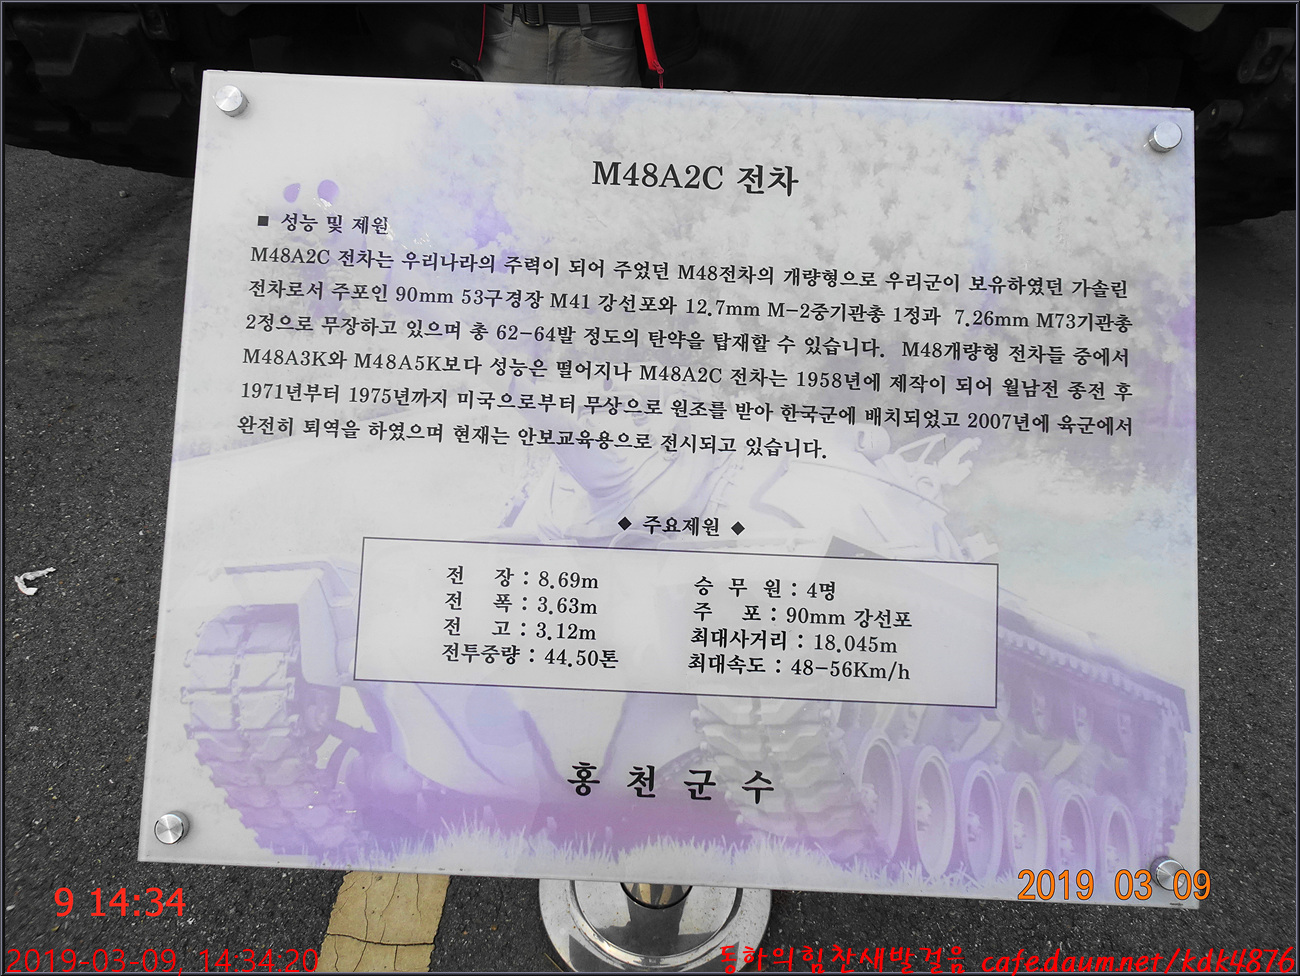 M48A2C 전차
■ 성능 및 제원
M48A2C 전차는 우리나라의 주력이 되어 주었던 M48전차의 개량형으로 우리군이 보유하였던 가솔린
전차로서 주포인 90mm 53구경장 M41 강선포와 12.7mm M-2중기관총 1정과 7.26mm M73기관총
2정으로 무장하고 있으며 총 62-64발 정도의 탄약을 탑재할 수 있습니다. M48개량형 전차들 중에서
M48A3K와 M48A5K보다 성능은 떨어지나 M48A2C 전차는 1958년에 제작이 되어 월남전 종전 후
1971년부터 1975년까지 미국으로부터 무상으로 원조를 받아 한국군에 배치되었고 2007년에 육군에서
완전히 퇴역을 하였으며 현재는 안보교육용으로 전시되고 있습니다.
◆ 주요제원 ◆
전 장 : 8.69m
전 폭 : 3.63m
전 고 : 3.12m
전투중량 : 44.50톤
승 무 원 : 4명
주 포 : 90mm 강선포
최대사거리 : 18.045m
최대속도 : 48-56Km/h
홍 천 군 수
2019 03 09
9 14:34
2019-03-09, 14:34:20
동하의힘찬새발걸음 cafe.daum.net/kdk4876